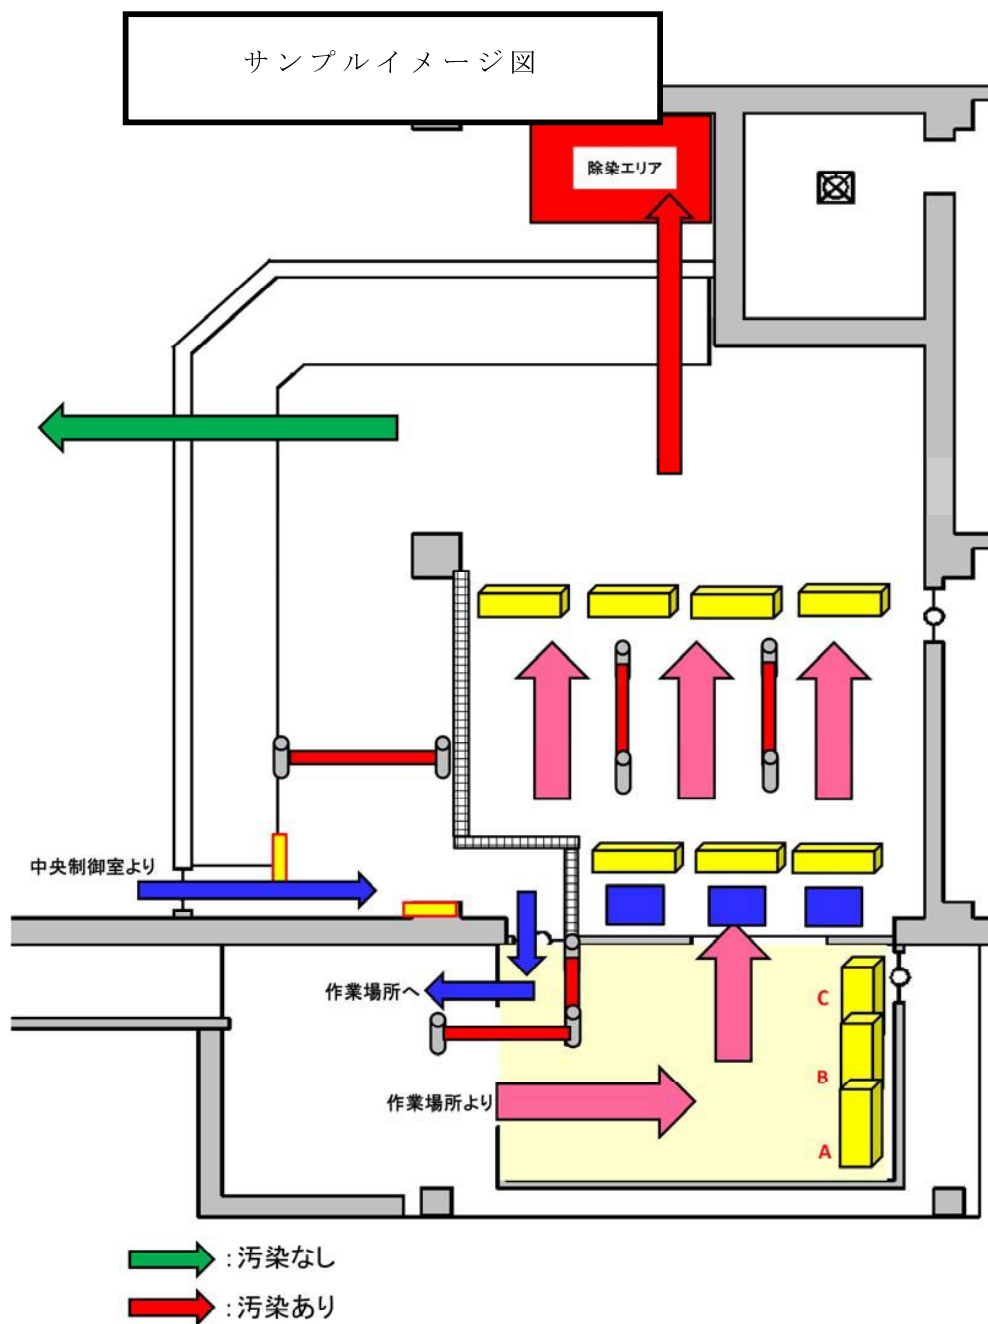 サンプルイメージ図
除染エリア
中央制御室より
作業場所へ
C
B
作業場所より
A
：汚染なし
：汚染あり